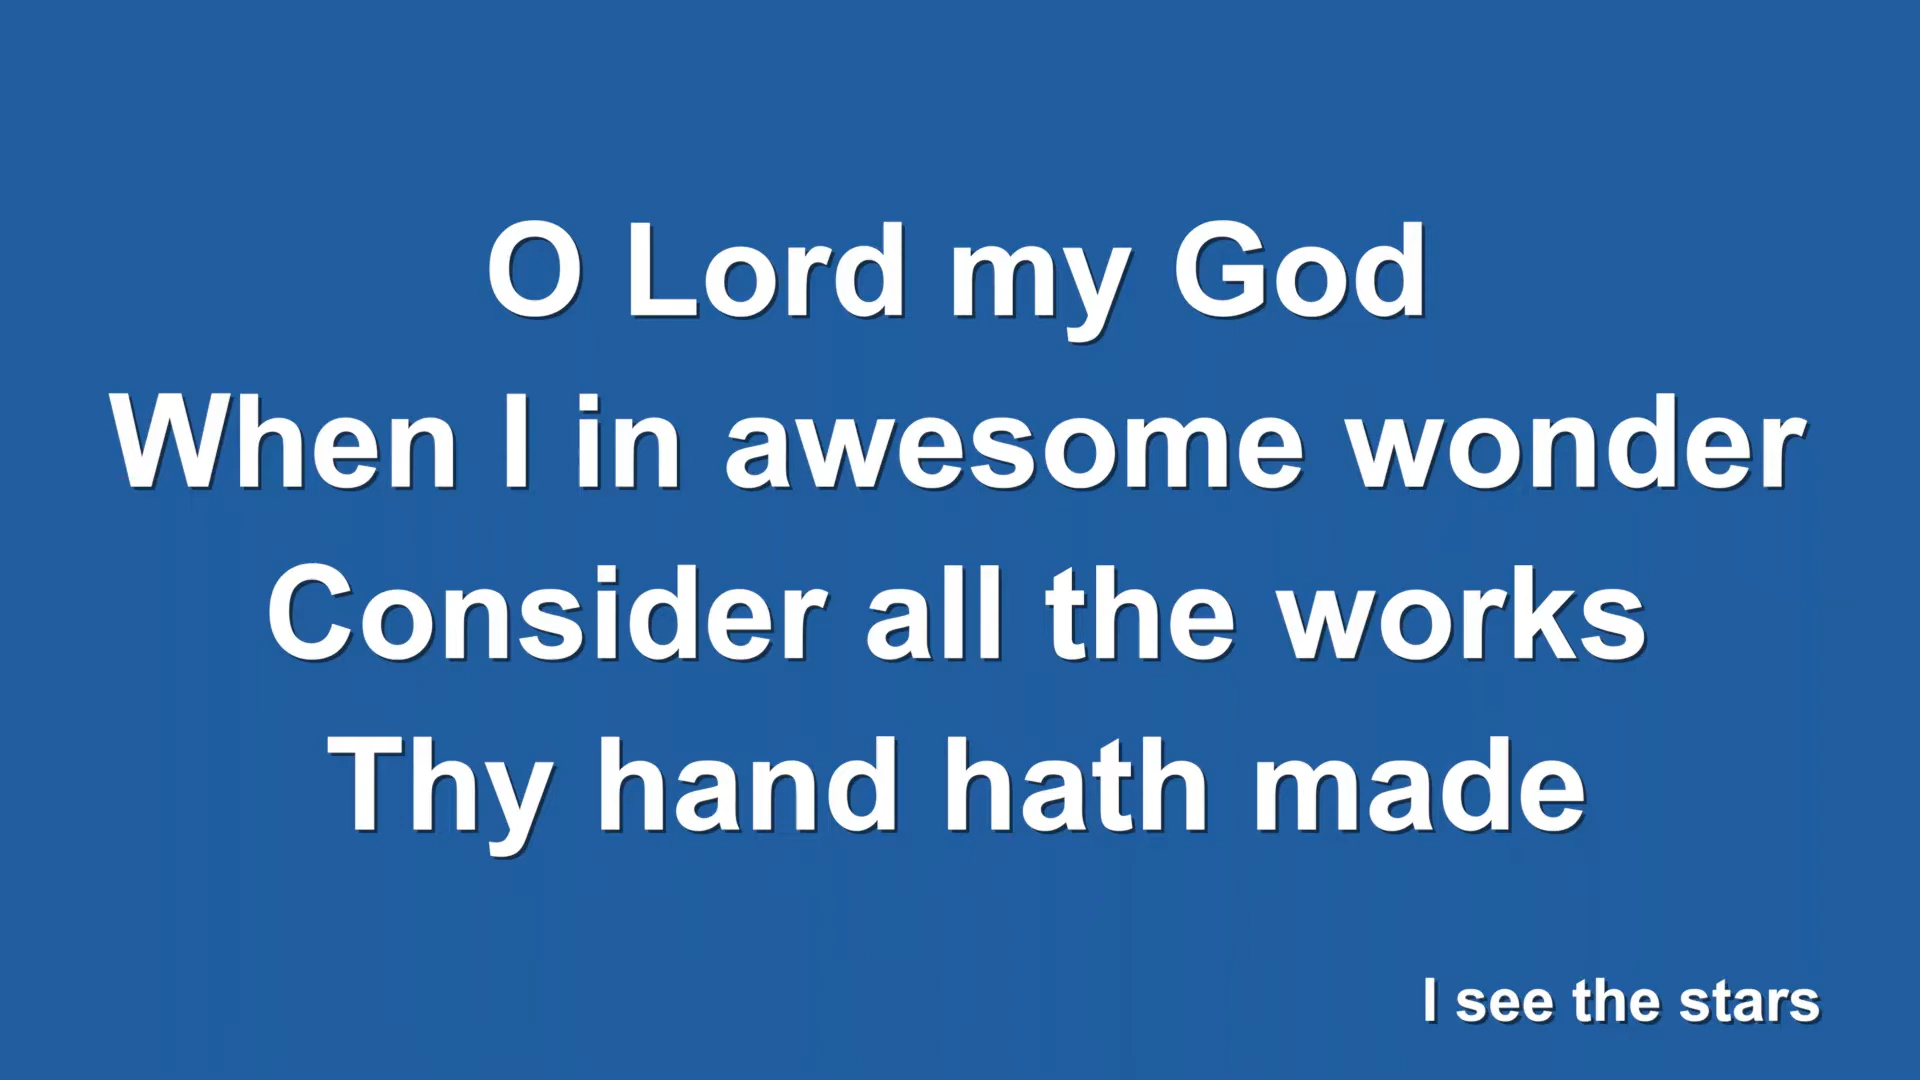 O Lord my God
When I in awesome wonder
Consider all the works
Thy hand hath made
I see the stars